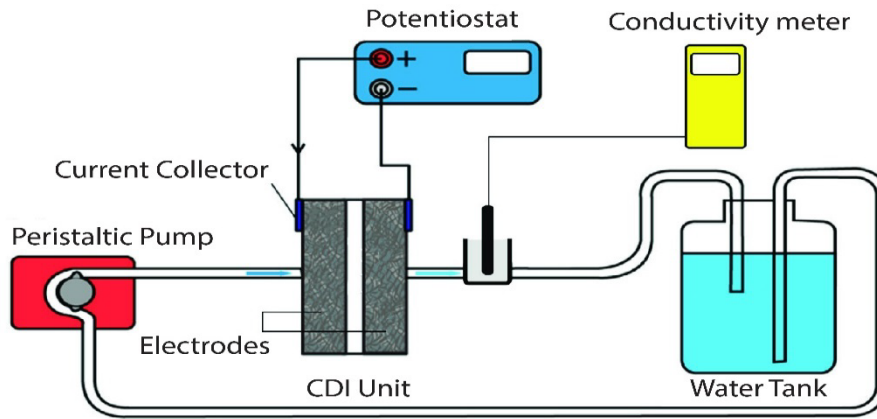 Potentiostat
Conductivity meter
+
−
Current Collector
Peristaltic Pump
Electrodes
CDI Unit
Water Tank